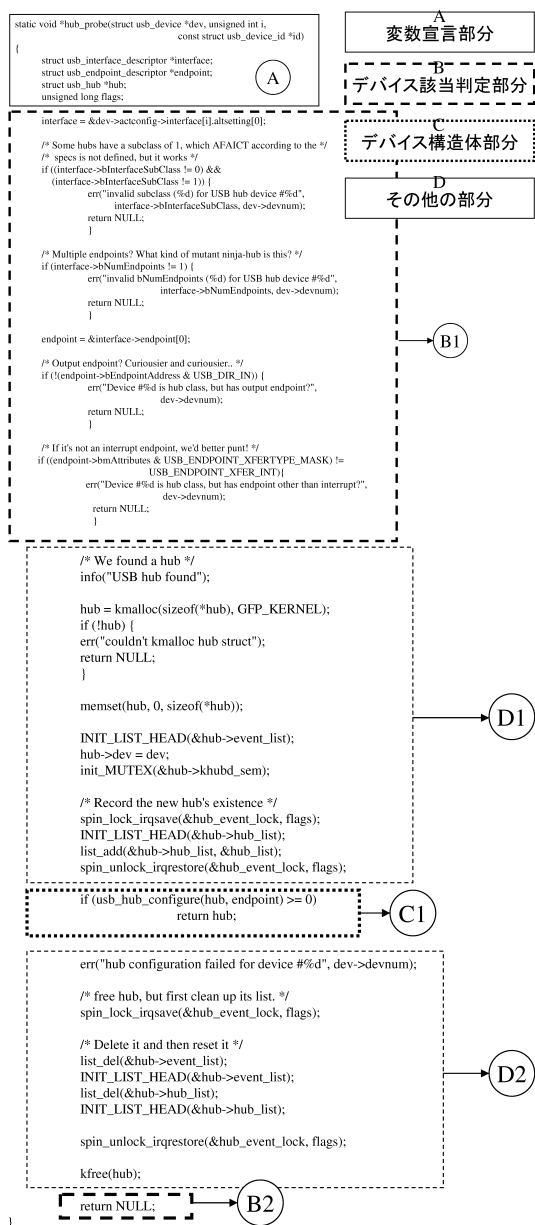 static void *hub_probe(struct usb_device *dev, unsigned int i,
const struct usb_device_id *id)
{
struct usb_interface_descriptor *interface;
struct usb_endpoint_descriptor *endpoint;
struct usb_hub *hub;
unsigned long flags;
A
A
変数宣言部分
B
デバイス該当判定部分
C
デバイス構造体部分
D
その他の部分
interface = &dev->actconfig->interface[i].altsetting[0];
/* Some hubs have a subclass of 1, which AFAICT according to the */
/* specs is not defined, but it works */
if ((interface->bInterfaceSubClass != 0) &&
(interface->bInterfaceSubClass != 1)) {
err("invalid subclass (%d) for USB hub device #%d",
interface->bInterfaceSubClass, dev->devnum);
return NULL;
}
/* Multiple endpoints? What kind of mutant ninja-hub is this? */
if (interface->bNumEndpoints != 1) {
err("invalid bNumEndpoints (%d) for USB hub device #%d",
interface->bNumEndpoints, dev->devnum);
return NULL;
}
endpoint = &interface->endpoint[0];
/* Output endpoint? Curiousier and curiousier.. */
if (!(endpoint->bEndpointAddress & USB_DIR_IN)) {
err("Device #%d is hub class, but has output endpoint?",
dev->devnum);
return NULL;
}
/* If it's not an interrupt endpoint, we'd better punt! */
if ((endpoint->bmAttributes & USB_ENDPOINT_XFERTYPE_MASK) !=
USB_ENDPOINT_XFER_INT){
err("Device #%d is hub class, but has endpoint other than interrupt?",
dev->devnum);
return NULL;
}
B1
/* We found a hub */
info("USB hub found");
hub = kmalloc(sizeof(*hub), GFP_KERNEL);
if (!hub) {
err("couldn't kmalloc hub struct");
return NULL;
}
memset(hub, 0, sizeof(*hub));
INIT_LIST_HEAD(&hub->event_list);
hub->dev = dev;
init_MUTEX(&hub->khubd_sem);
/* Record the new hub's existence */
spin_lock_irqsave(&hub_event_lock, flags);
INIT_LIST_HEAD(&hub->hub_list);
list_add(&hub->hub_list, &hub_list);
spin_unlock_irqrestore(&hub_event_lock, flags);
D1
if (usb_hub_configure(hub, endpoint) >= 0)
return hub;
C1
err("hub configuration failed for device #%d", dev->devnum);
/* free hub, but first clean up its list. */
spin_lock_irqsave(&hub_event_lock, flags);
/* Delete it and then reset it */
list_del(&hub->event_list);
INIT_LIST_HEAD(&hub->event_list);
list_del(&hub->hub_list);
INIT_LIST_HEAD(&hub->hub_list);
spin_unlock_irqrestore(&hub_event_lock, flags);
kfree(hub);
D2
return NULL;
B2
}